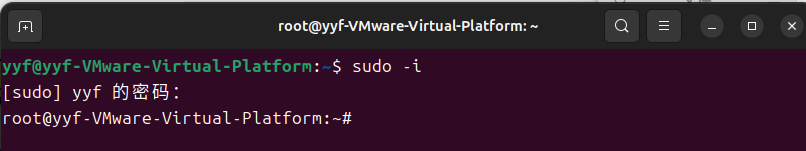 root@yyf-VMware-Virtual-Platform: ~
yyf@yyf-VMware-Virtual-Platform:~$ sudo -i
[sudo] yyf 的密码：
root@yyf-VMware-Virtual-Platform:~#